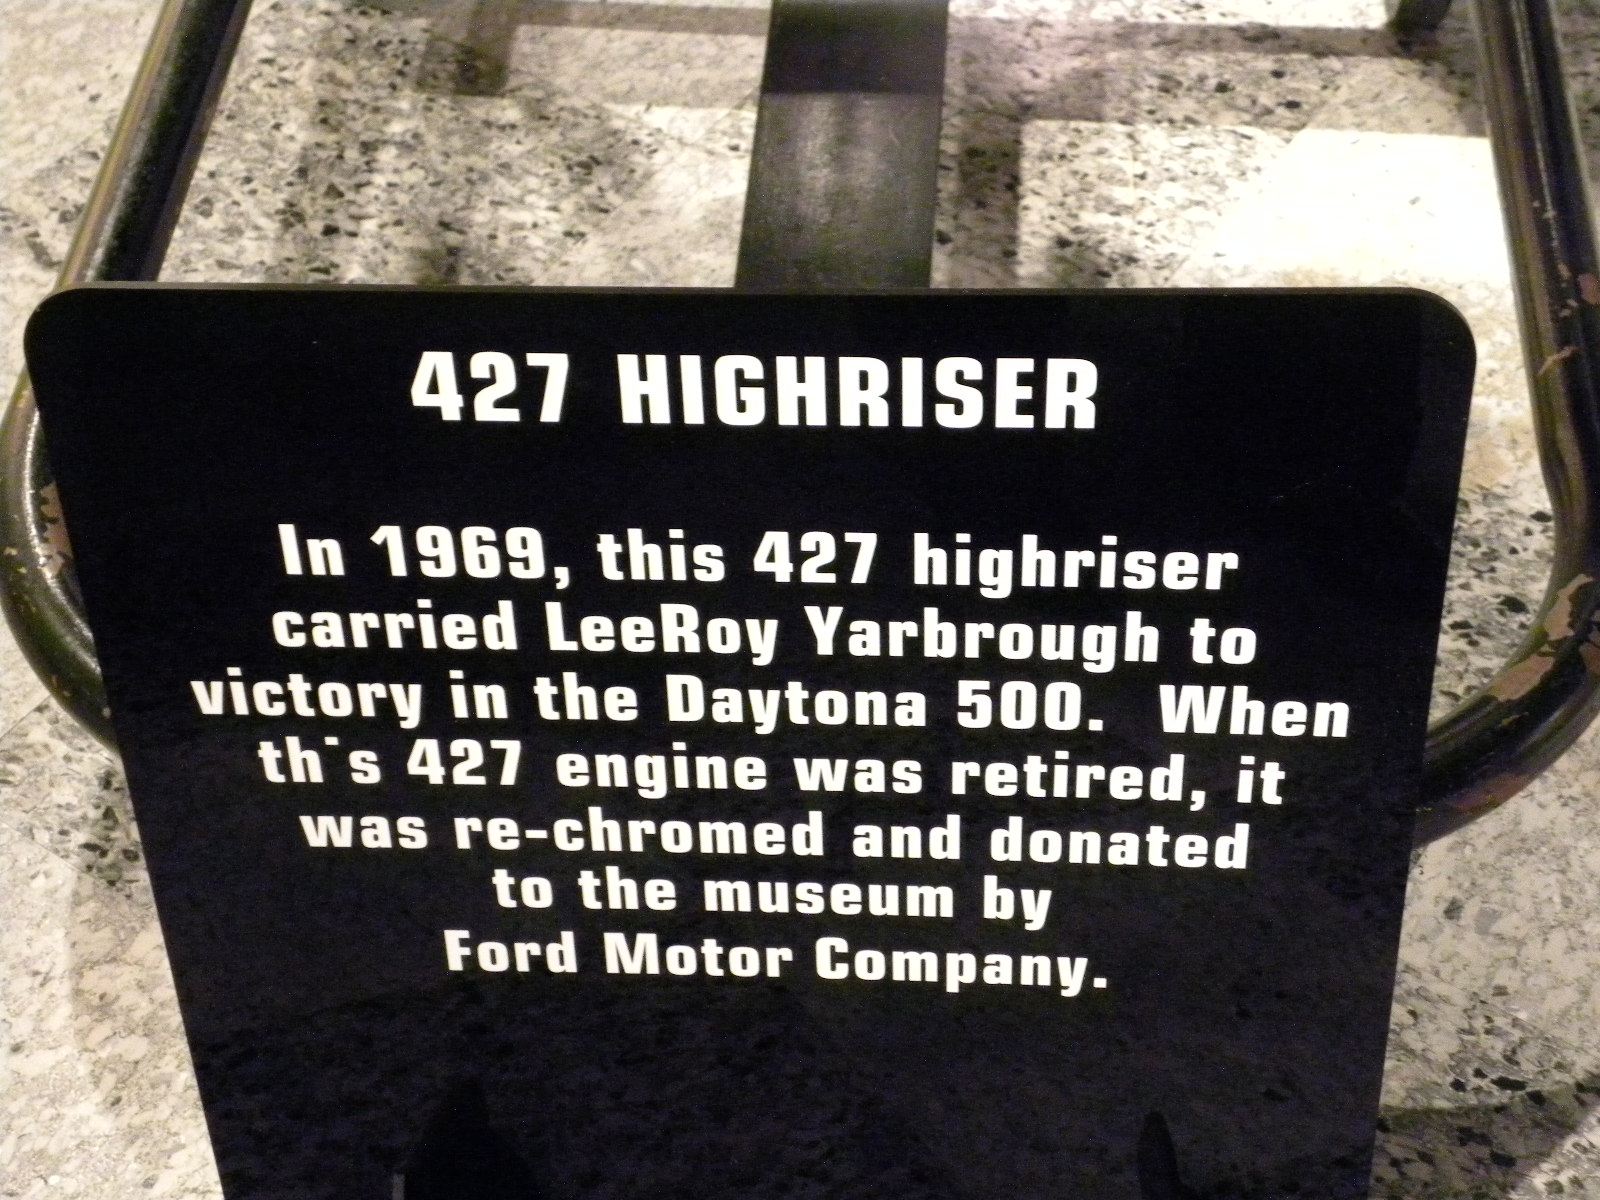 427 HIGHRISER
In 1969, this 427 highriser
carried LeeRoy Yarbrough to
victory in the Daytona 500. When
th˙s 427 engine was retired, it
was re-chromed and donated
to the museum by
Ford Motor Company.